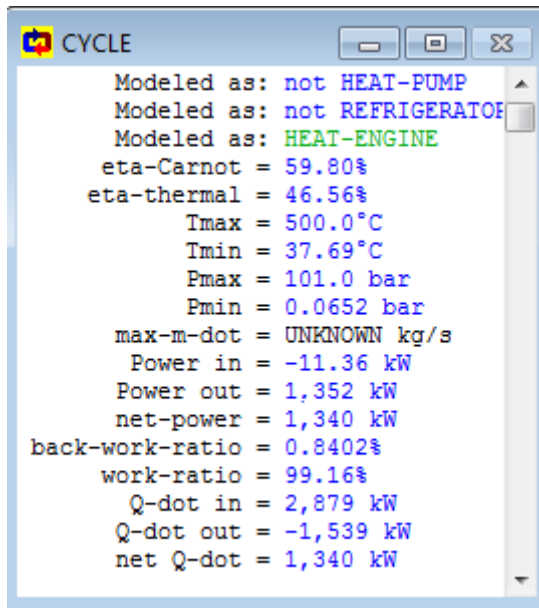 CYCLE
Modeled as: not HEAT-PUMP
Modeled as: not REFRIGERATOR
Modeled as: HEAT-ENGINE
eta-Carnot = 59.80%
eta-thermal = 46.56%
Tmax = 500.0°C
Tmin = 37.69°C
Pmax = 101.0 bar
Pmin = 0.0652 bar
max-m-dot = UNKNOWN kg/s
Power in = -11.36 kW
Power out = 1,352 kW
net-power = 1,340 kW
back-work-ratio = 0.8402%
work-ratio = 99.16%
Q-dot in = 2,879 kW
Q-dot out = -1,539 kW
net Q-dot = 1,340 kW